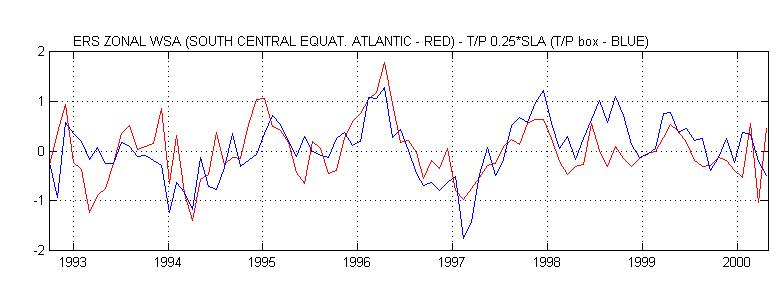 ERS ZONAL WSA (SOUTH CENTRAL EQUAT. ATLANTIC - RED) - T/P 0.25*SLA (T/P box - BLUE)
2
1
0
-1
-2
1993 1994 1995 1996 1997 1998 1999 2000